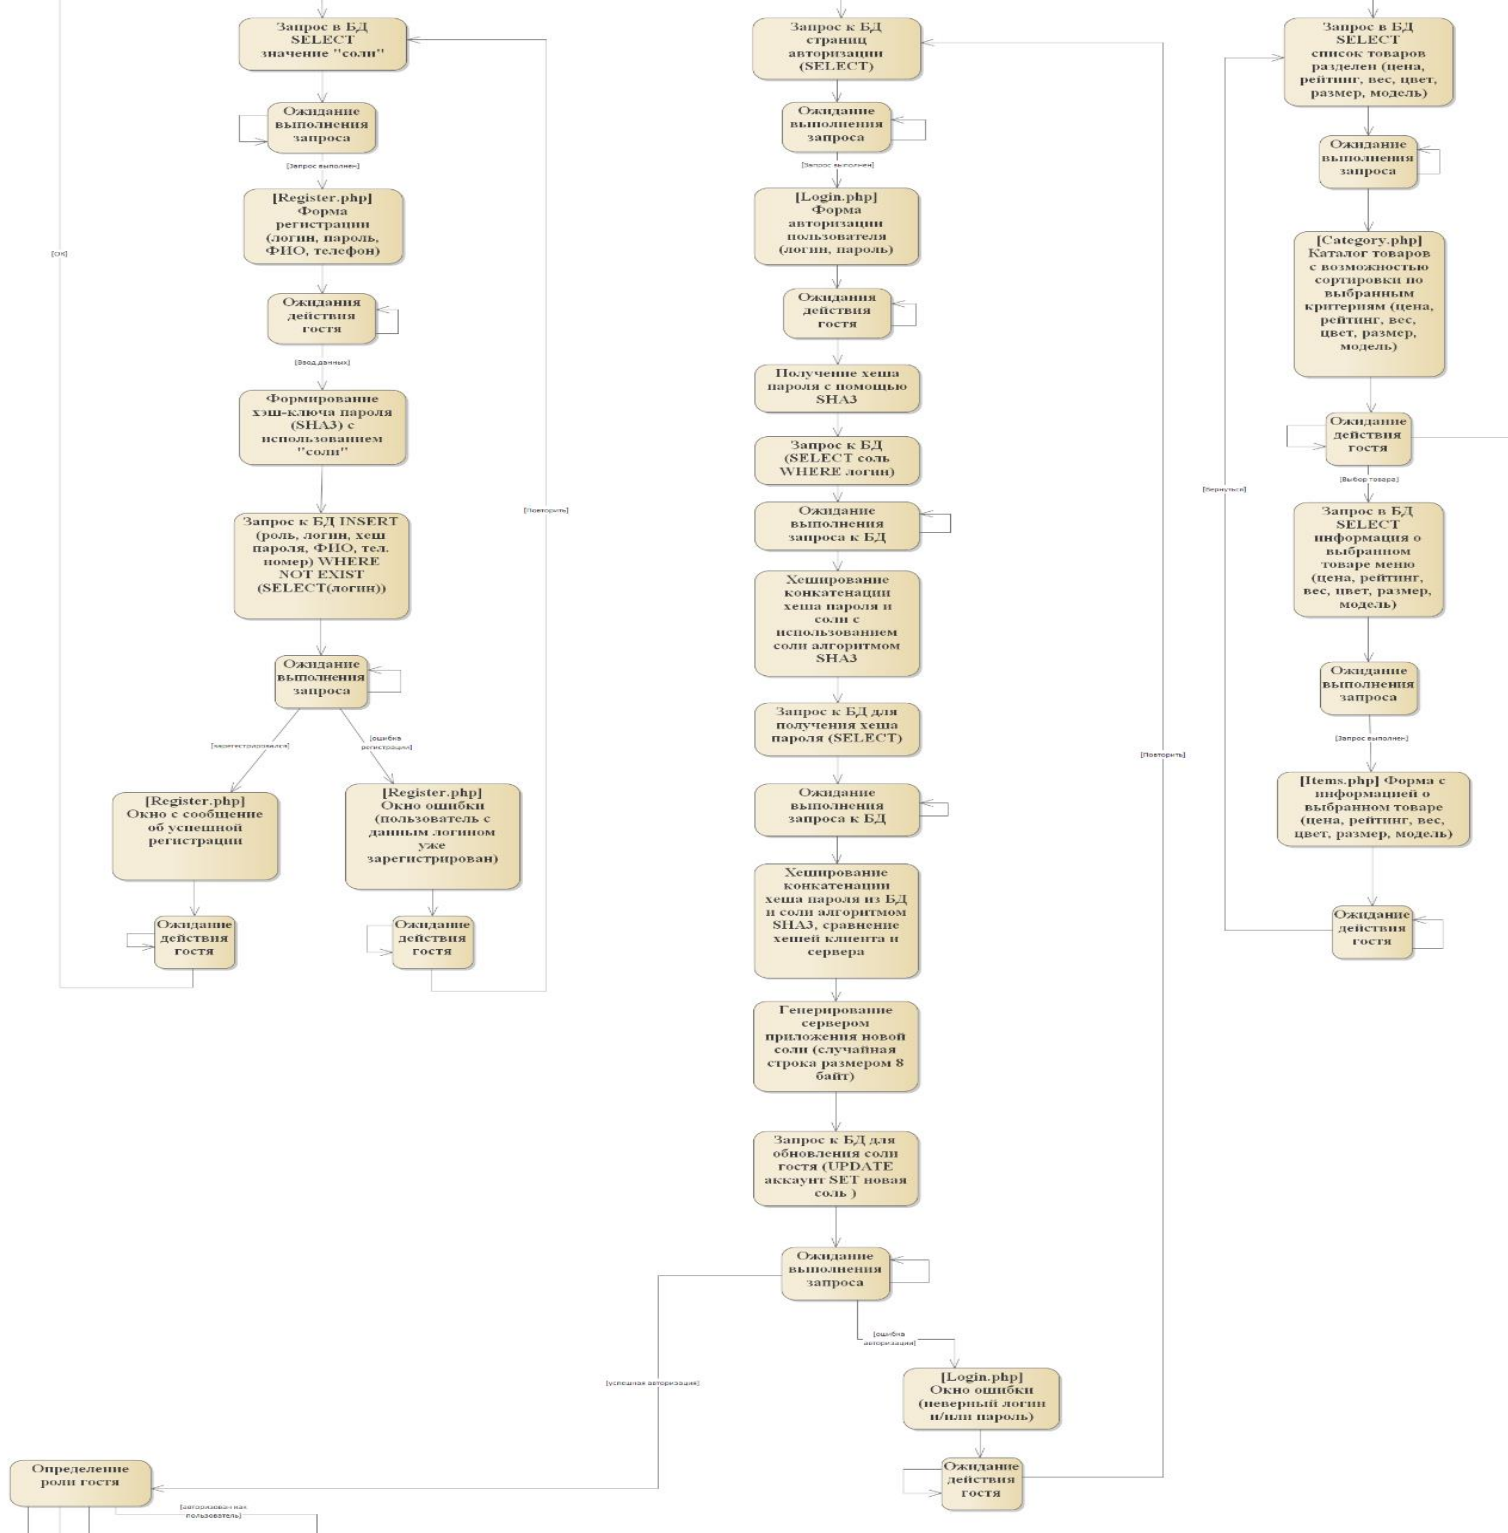 Запрос в БД
SELECT
значение "соли"
Ожидание
выполнения
запроса
[Запрос выполнен]
[Register.php]
Форма
регистрации
(логин, пароль,
ФИО, телефон)
[ОК]
Ожидания
действия
гостя
[Ввод данных]
Формирование
хэш-ключа пароля
(SHA3) с
использованием
"соли"
[Повторить]
Запрос к БД INSERT
(роль, логин, хеш
пароля, ФИО, тел.
номер) WHERE
NOT EXIST
(SELECT(логин))
Ожидание
выполнения
запроса
[зарегистрировался]
[ошибка
регистрации]
[Register.php]
Окно с сообщение
об успешной
регистрации
[Register.php]
Окно ошибки
(пользователь с
данным логином
уже
зарегистрирован)
Ожидание
действия
гостя
Ожидание
действия
гостя
Запрос к БД
страниц
авторизации
(SELECT)
Ожидание
выполнения
запроса
[Запрос выполнен]
[Login.php]
Форма
авторизации
пользователя
(логин, пароль)
Ожидания
действия
гостя
Получение хеша
пароля с помощью
SHA3
Запрос к БД
(SELECT соль
WHERE логин)
Ожидание
выполнения
запроса к БД
Хеширование
конкатенации
хеша пароля и
соли с
использованием
соли алгоритмом
SHA3
Запрос к БД для
получения хеша
пароля (SELECT)
[Повторить]
Ожидание
выполнения
запроса к БД
Хеширование
конкатенации
хеша пароля из БД
и соли алгоритмом
SHA3, сравнение
хешей клиента и
сервера
Генерирование
сервером
приложения новой
соли (случайная
строка размером 8
байт)
Запрос к БД для
обновления соли
гостя (UPDATE
аккаунт SET новая
соль )
Ожидание
выполнения
запроса
[ошибка
авторизации]
[успешная авторизация]
[Login.php]
Окно ошибки
(неверный логин
и/или пароль)
Ожидание
действия
гостя
Определение
роли гостя
[авторизован как
пользователь]
Запрос в БД
SELECT
список товаров
разделен (цена,
рейтинг, вес, цвет,
размер, модель)
Ожидание
выполнения
запроса
[Category.php]
Каталог товаров
с возможностью
сортировки по
выбранным
критериям (цена,
рейтинг, вес,
цвет, размер,
модель)
Ожидание
действия
гостя
[Выбор товара]
[Вернуться]
Запрос в БД
SELECT
информация о
выбранном
товаре меню
(цена, рейтинг,
вес, цвет, размер,
модель)
Ожидание
выполнения
запроса
[Запрос выполнен]
[Items.php] Форма с
информацией о
выбранном товаре
(цена, рейтинг, вес,
цвет, размер, модель)
Ожидание
действия
гостя